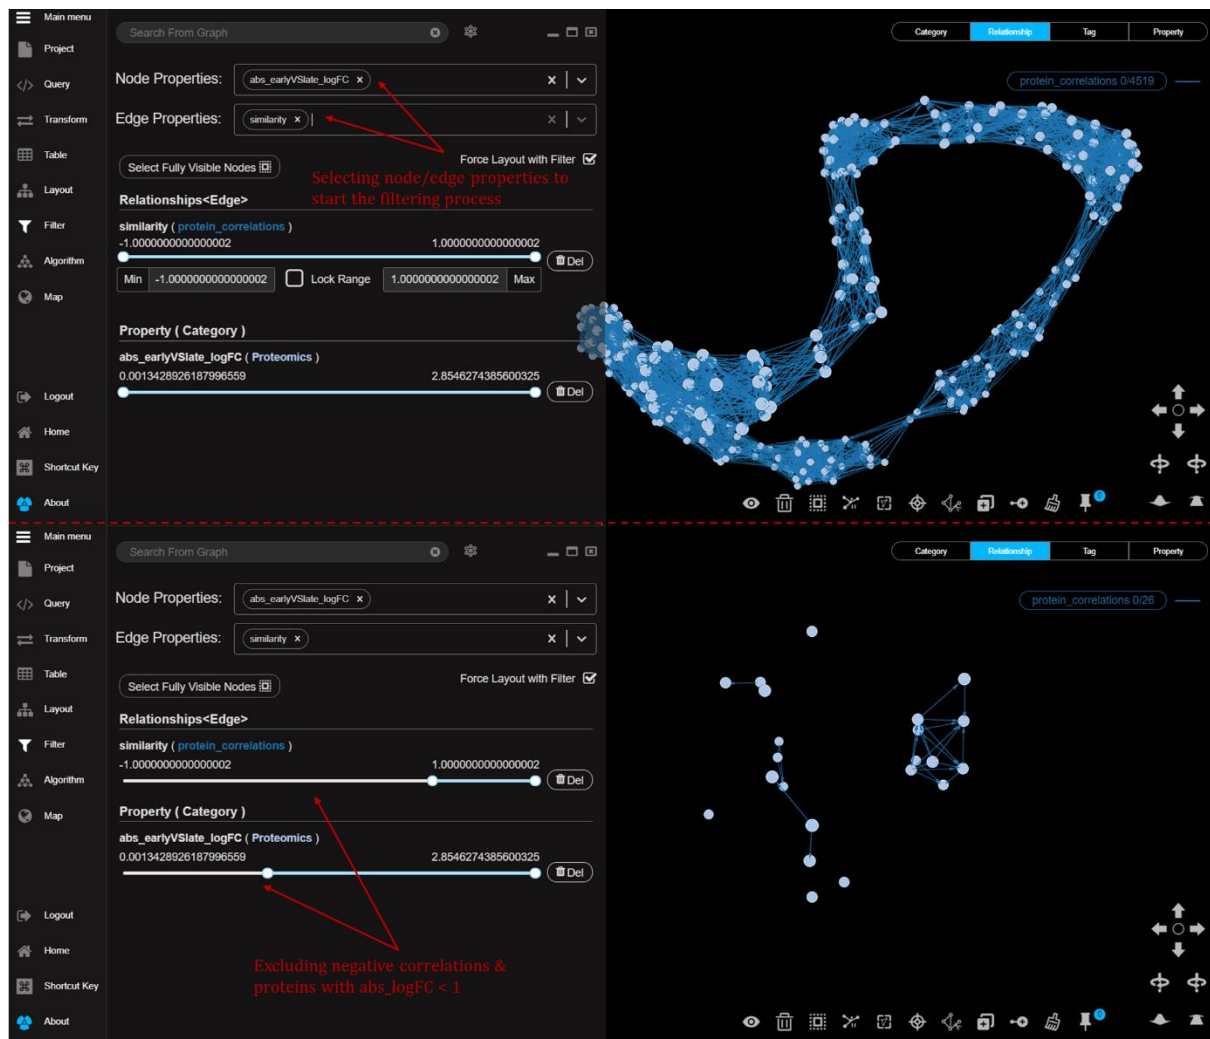 Main menu
Project
Query
Transform
Table
Layout
Filter
Algorithm
Map
Logout
Home
Shortcut Key
About
Search From Graph
Node Properties: abs_earlyVSlate_logFC x x
Edge Properties: similarity x x
Select Fully Visible Nodes
Force Layout with Filter
Selecting node/edge properties to
start the filtering process
Relationships<Edge>
similarity ( protein_correlations )
-1.0000000000000002 1.0000000000000002
Del
Min -1.0000000000000002 Lock Range 1.0000000000000002 Max
Property ( Category )
abs_earlyVSlate_logFC ( Proteomics )
0.0013428926187996559 2.8546274385600325
Del
Category Relationship Tag Property
protein_correlations 0/4519
0
Main menu
Project
Query
Transform
Table
Layout
Filter
Algorithm
Map
Logout
Home
Shortcut Key
About
Search From Graph
Node Properties: abs_earlyVSlate_logFC x x
Edge Properties: similarity x x
Select Fully Visible Nodes
Force Layout with Filter
Relationships<Edge>
similarity ( protein_correlations )
-1.0000000000000002 1.0000000000000002
Del
Property ( Category )
abs_earlyVSlate_logFC ( Proteomics )
0.0013428926187996559 2.8546274385600325
Del
Excluding negative correlations &
proteins with abs_logFC < 1
Category Relationship Tag Property
protein_correlations 0/26
0